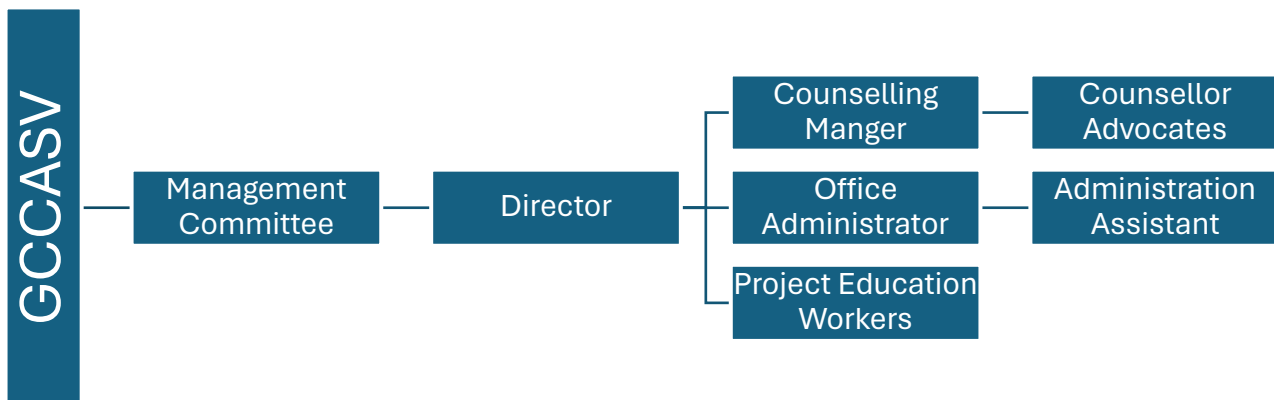 GCCASV
Management
Committee
Director
Counselling
Manger
Counsellor
Advocates
Office
Administrator
Administration
Assistant
Project Education
Workers